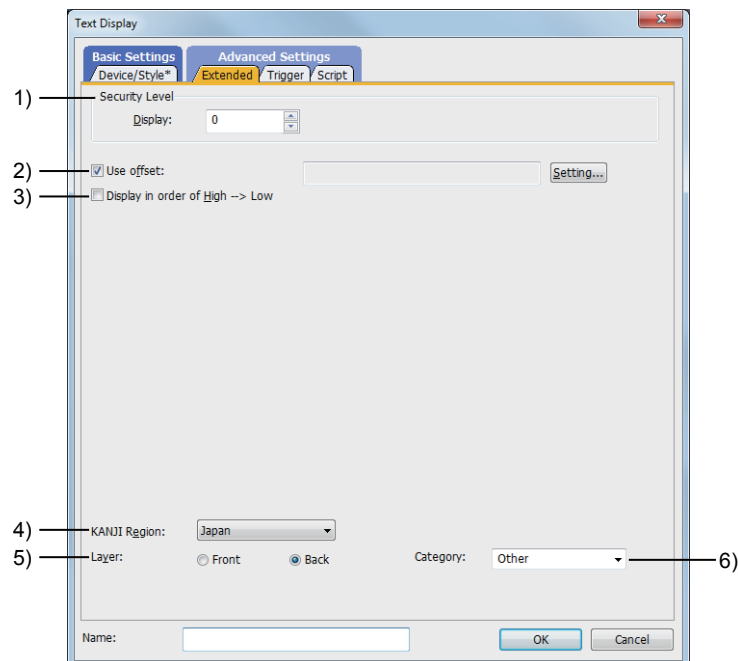 Text Display
Basic Settings Advanced Settings
Device/Style* Extended Trigger Script
1) Security Level
Display: 0
2) Use offset: Setting...
3) Display in order of High --> Low
4) KANJI Region: Japan
5) Layer: Front Back Category: Other 6)
Name: OK Cancel